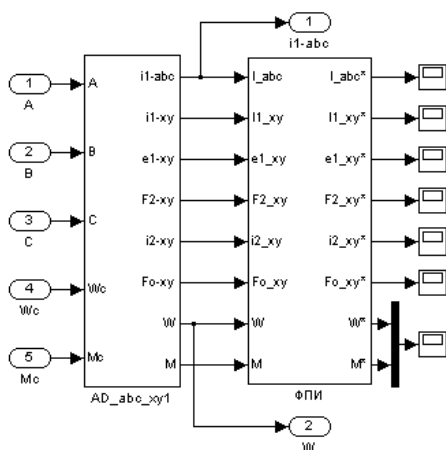 1
i1-abc
1
A
2
B
3
C
4
Wc
5
Mc
A
B
C
Wc
Mc
i1-abc
i1-xy
e1-xy
F2-xy
i2-xy
Fo-xy
W
M
AD_abc_xy1
I_abc
I1_xy
e1_xy
F2_xy
i2_xy
Fo_xy
W
M
I_abc*
I1_xy*
e1_xy*
F2_xy*
i2_xy*
Fo_xy*
W*
M*
ФПИ
2
W